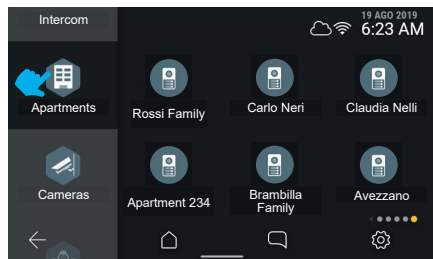 Intercom
19 AGO 2019
6:23 AM
Apartments
Rossi Family
Carlo Neri
Claudia Nelli
Cameras
Apartment 234
Brambilla
Family
Avezzano